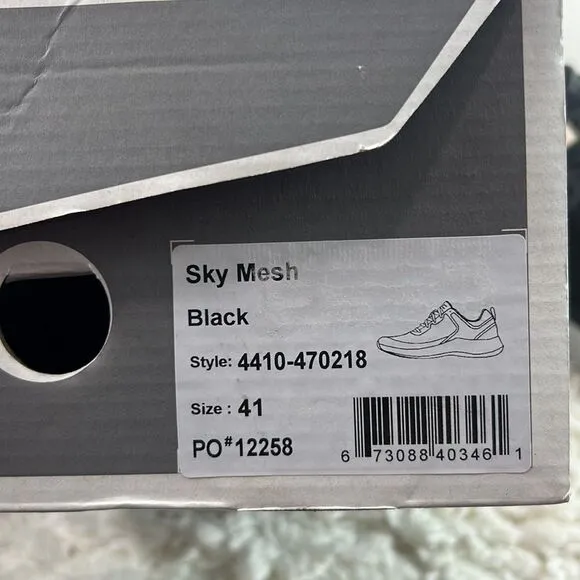 Sky Mesh
Black
Style: 4410-470218
Size : 41
PO#12258
6 73088 40346 1